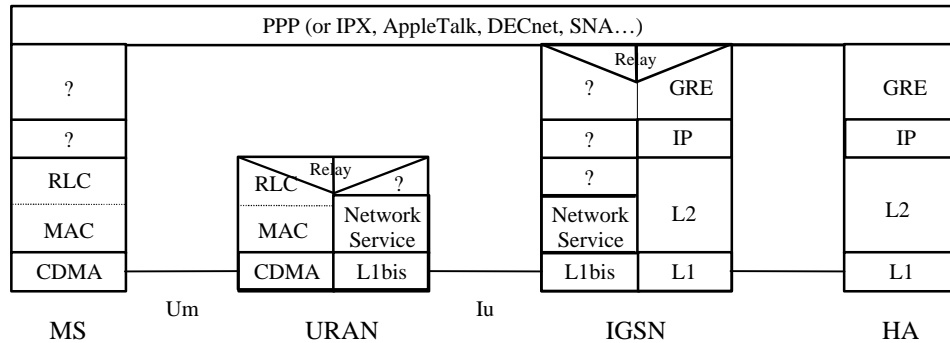 PPP (or IPX, AppleTalk, DECnet, SNA…)
Relay
?
?
GRE
GRE
?
?
IP
IP
RLC
RLC
Relay
?
?
MAC
MAC
Network
Service
Network
Service
L2
L2
CDMA
CDMA
L1bis
L1bis
L1
L1
Um
Iu
MS
URAN
IGSN
HA